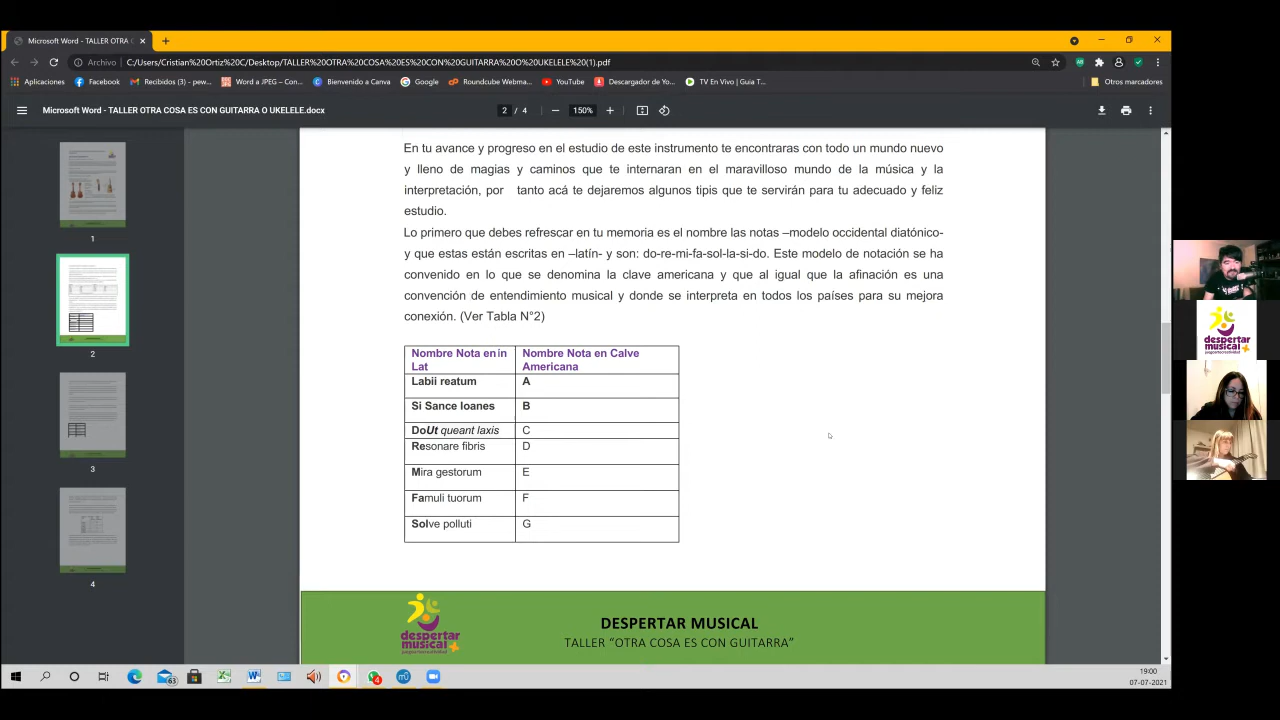 Microsoft Word - TALLER OTRA C
Archivo
C:/Users/Cristian%20Ortiz%20C/Desktop/TALLER%20OTRA%20COSA%20ES%20CON%20GUITARRA%20O%20UKELELE%20(1).pdf
Aplicaciones
Facebook
Recibidos (3) - pew...
Word a JPEG – Con...
Bienvenido a Canva
Google
Roundcube Webma...
YouTube
Descargador de Yo...
TV En Vivo | Guia T...
Otros marcadores
Microsoft Word - TALLER OTRA COSA ES CON GUITARRA O UKELELE.docx
2 / 4
150%
En tu avance y progreso en el estudio de este instrumento te encontraras con todo un mundo nuevo
y lleno de magias y caminos que te internaran en el maravilloso mundo de la música y la
interpretación, por tanto acá te dejaremos algunos tipis que te servirán para tu adecuado y feliz
estudio.
Lo primero que debes refrescar en tu memoria es el nombre las notas –modelo occidental diatónico-
y que estas están escritas en –latín- y son: do-re-mi-fa-sol-la-si-do. Este modelo de notación se ha
convenido en lo que se denomina la clave americana y que al igual que la afinación es una
convención de entendimiento musical y donde se interpreta en todos los países para su mejora
conexión. (Ver Tabla N°2)
Nombre Nota en in Lat
Nombre Nota en Calve Americana
Labii reatum A
Si Sance Ioanes B
DoUt queant laxis C
Resonare fibris D
Mira gestorum E
Famuli tuorum F
Solve polluti G
despertar
musical
juegoartecreatividad
DESPERTAR MUSICAL
TALLER “OTRA COSA ES CON GUITARRA”
1
2
3
4
despertar
musical
juegoartecreatividad
63
4
19:00
07-07-2021